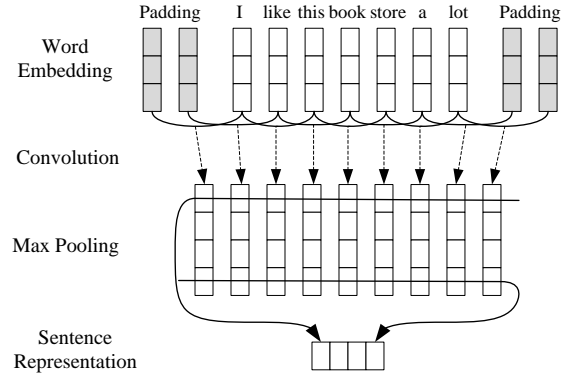 Padding I like this book store a lot Padding
Word
Embedding
Convolution
Max Pooling
Sentence
Representation